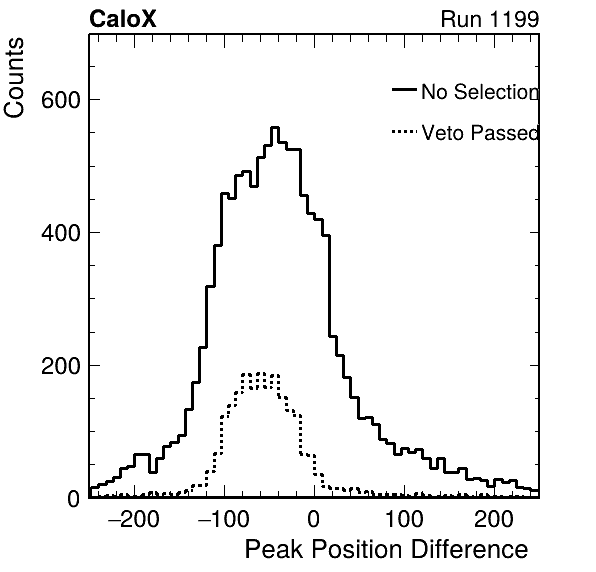 CaloX Run 1199
Counts
600
No Selection
Veto Passed
400
200
0
−200 −100 0 100 200
Peak Position Difference